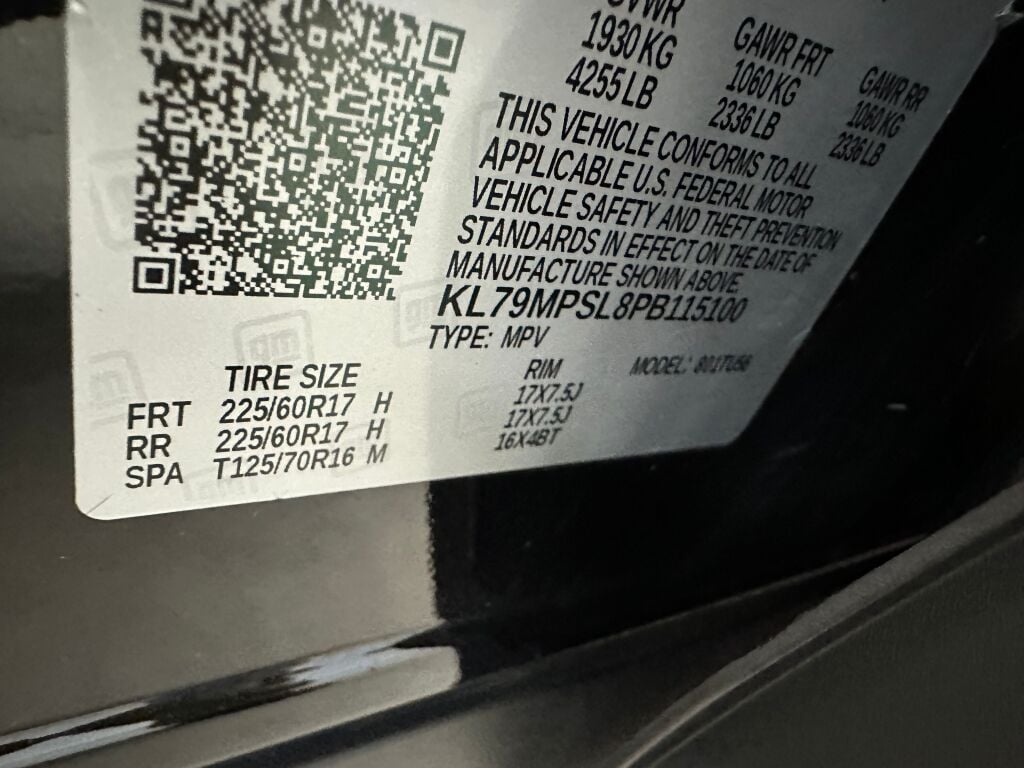 GVWR GAWR FRT GAWR RR
1930 KG 1060 KG 1060 KG
4255 LB 2336 LB 2336 LB
THIS VEHICLE CONFORMS TO ALL
APPLICABLE U.S. FEDERAL MOTOR
VEHICLE SAFETY AND THEFT PREVENTION
STANDARDS IN EFFECT ON THE DATE OF
MANUFACTURE SHOWN ABOVE
KL79MPSL8PB115100
TYPE: MPV MODEL:
TIRE SIZE RIM
FRT 225/60R17 H 17X7.5J
RR 225/60R17 H 17X7.5J
SPA T125/70R16 M 16X4BT